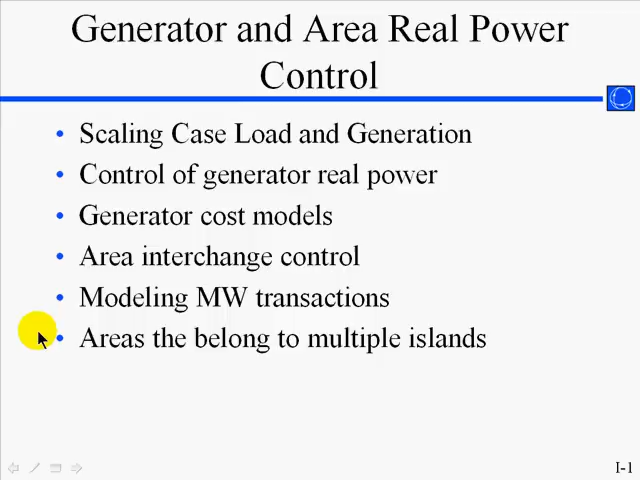 Generator and Area Real Power
Control
• Scaling Case Load and Generation
• Control of generator real power
• Generator cost models
• Area interchange control
• Modeling MW transactions
• Areas the belong to multiple islands
I-1